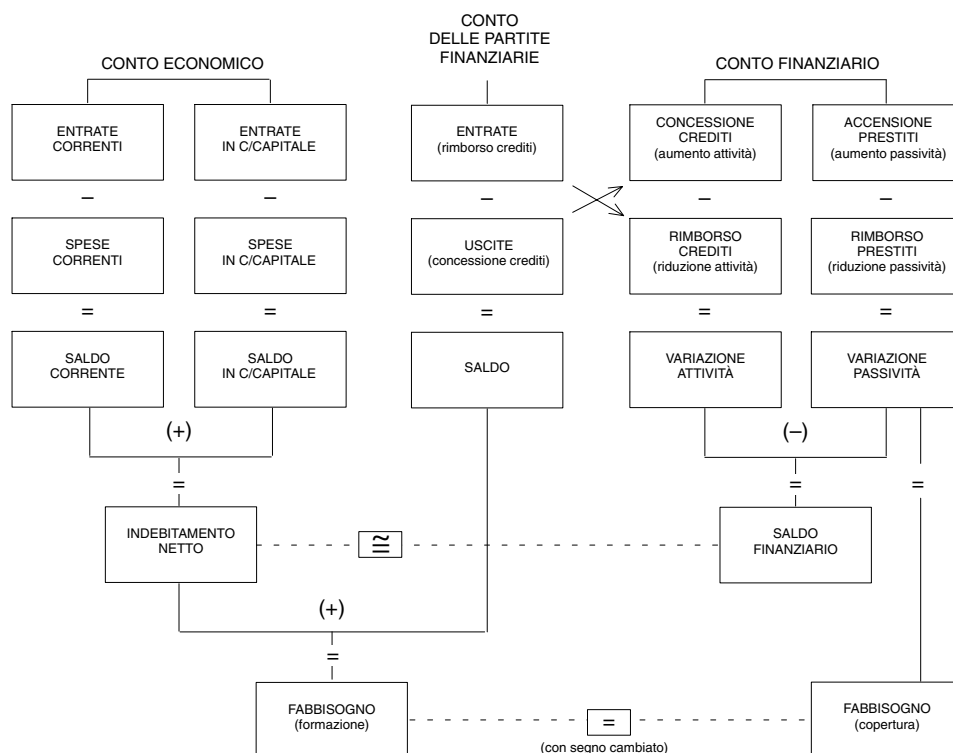 CONTO
DELLE PARTITE
FINANZIARIE
CONTO ECONOMICO
CONTO FINANZIARIO
ENTRATE
CORRENTI
ENTRATE
IN C/CAPITALE
ENTRATE
(rimborso crediti)
CONCESSIONE
CREDITI
(aumento attività)
ACCENSIONE
PRESTITI
(aumento passività)
– – – – –
SPESE
CORRENTI
SPESE
IN C/CAPITALE
USCITE
(concessione crediti)
RIMBORSO
CREDITI
(riduzione attività)
RIMBORSO
PRESTITI
(riduzione passività)
= = = = =
SALDO
CORRENTE
SALDO
IN C/CAPITALE
SALDO
VARIAZIONE
ATTIVITÀ
VARIAZIONE
PASSIVITÀ
(+) (–)
= = =
INDEBITAMENTO
NETTO
≅
SALDO
FINANZIARIO
(+)
=
FABBISOGNO
(formazione)
=
(con segno cambiato)
FABBISOGNO
(copertura)